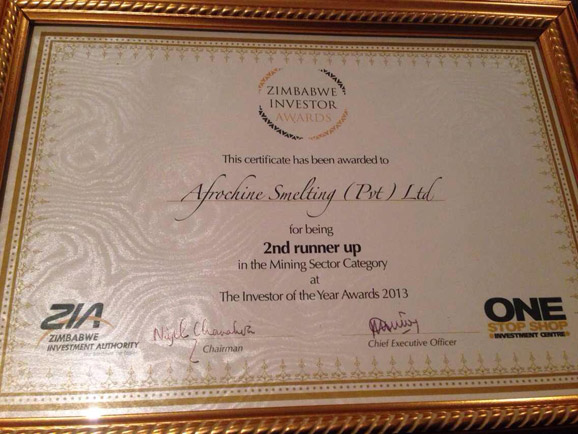 ZIMBABWE
INVESTOR
AWARDS
This certificate has been awarded to
Afrochine Smelting (Pvt) Ltd
for being
2nd runner up
in the Mining Sector Category
at
The Investor of the Year Awards 2013
ZIA
ZIMBABWE
INVESTMENT AUTHORITY
Chairman
Chief Executive Officer
ONE
STOP SHOP
INVESTMENT CENTRE